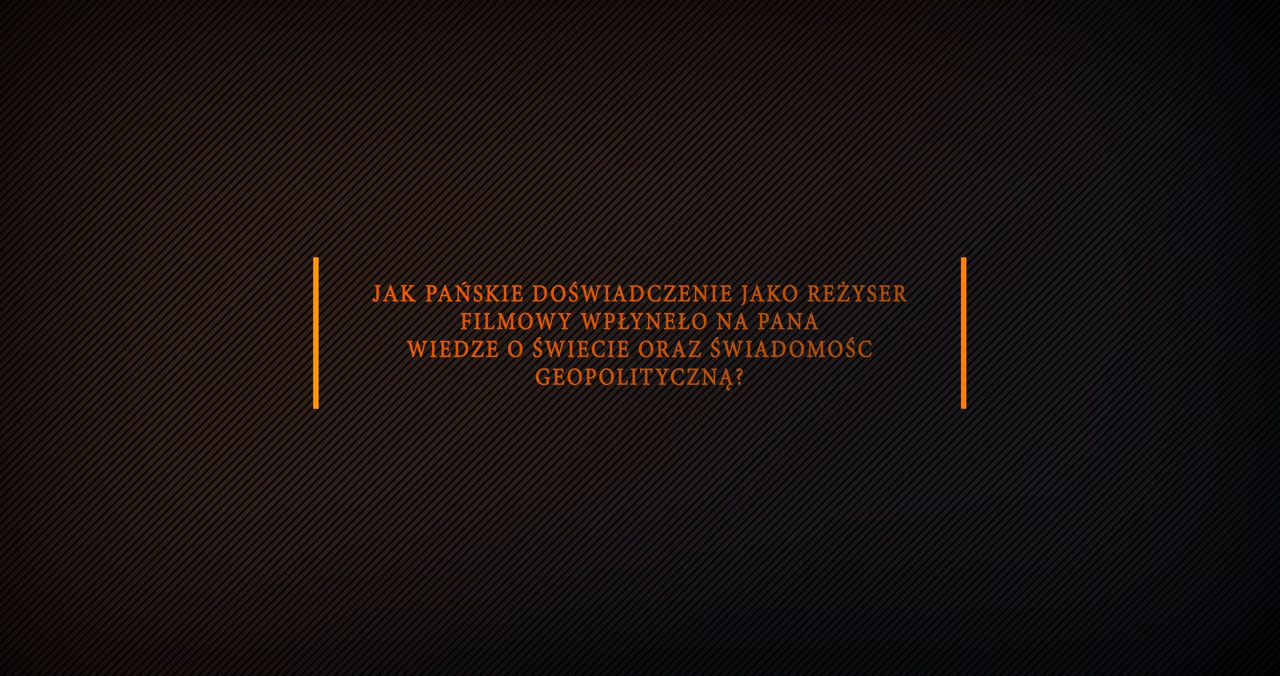 JAK PAŃSKIE DOŚWIADCZENIE JAKO REŻYSER
FILMOWY WPŁYNEŁO NA PANA
WIEDZE O ŚWIECIE ORAZ ŚWIADOMOŚC
GEOPOLITYCZNĄ?